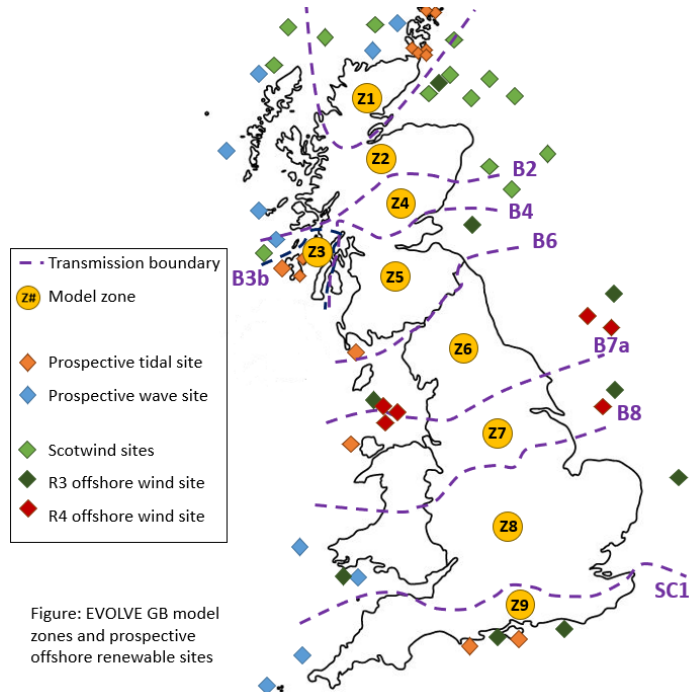 Z1
Z2
B2
Z4
B4
Z3
B6
B3b
Z5
Transmission boundary
Z# Model zone
Prospective tidal site
Prospective wave site
Scotwind sites
R3 offshore wind site
R4 offshore wind site
Z6
B7a
B8
Z7
Z8
SC1
Z9
Figure: EVOLVE GB model
zones and prospective
offshore renewable sites